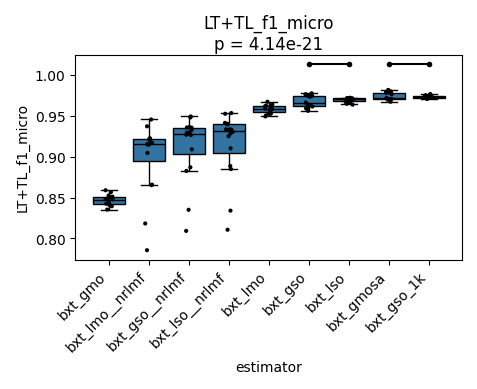 LT+TL_f1_micro
p = 4.14e-21
LT+TL_f1_micro
1.00
0.95
0.90
0.85
0.80
bxt_gmo
bxt_lmo__nrlmf
bxt_gso__nrlmf
bxt_lso__nrlmf
bxt_lmo
bxt_gso
bxt_lso
bxt_gmosa
bxt_gso_1k
estimator